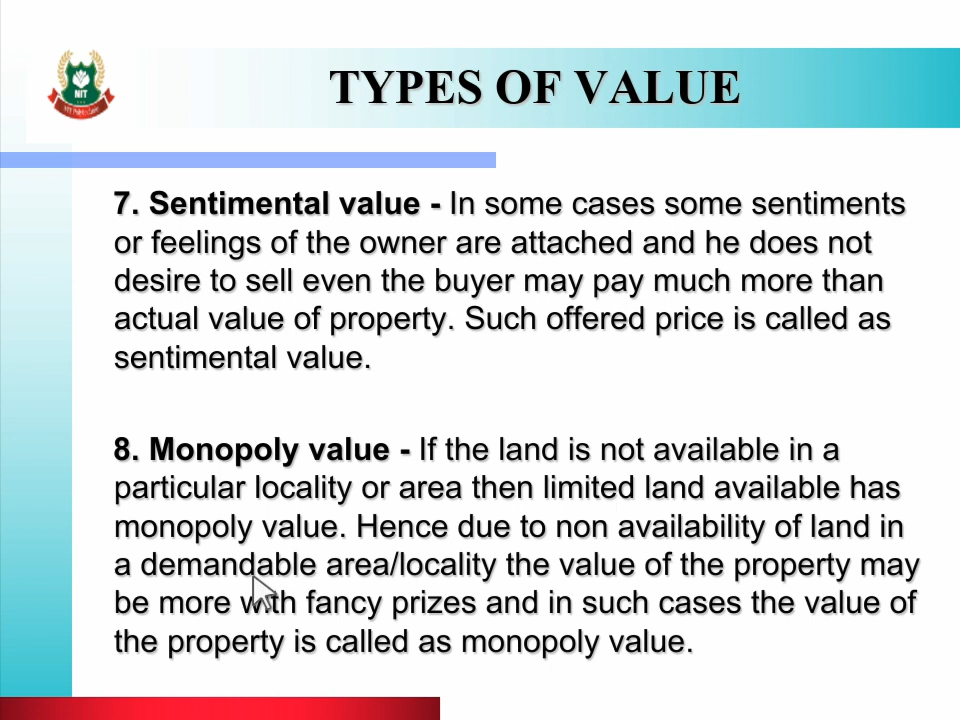 TYPES OF VALUE
NIT
7. Sentimental value - In some cases some sentiments
or feelings of the owner are attached and he does not
desire to sell even the buyer may pay much more than
actual value of property. Such offered price is called as
sentimental value.
8. Monopoly value - If the land is not available in a
particular locality or area then limited land available has
monopoly value. Hence due to non availability of land in
a demandable area/locality the value of the property may
be more with fancy prizes and in such cases the value of
the property is called as monopoly value.